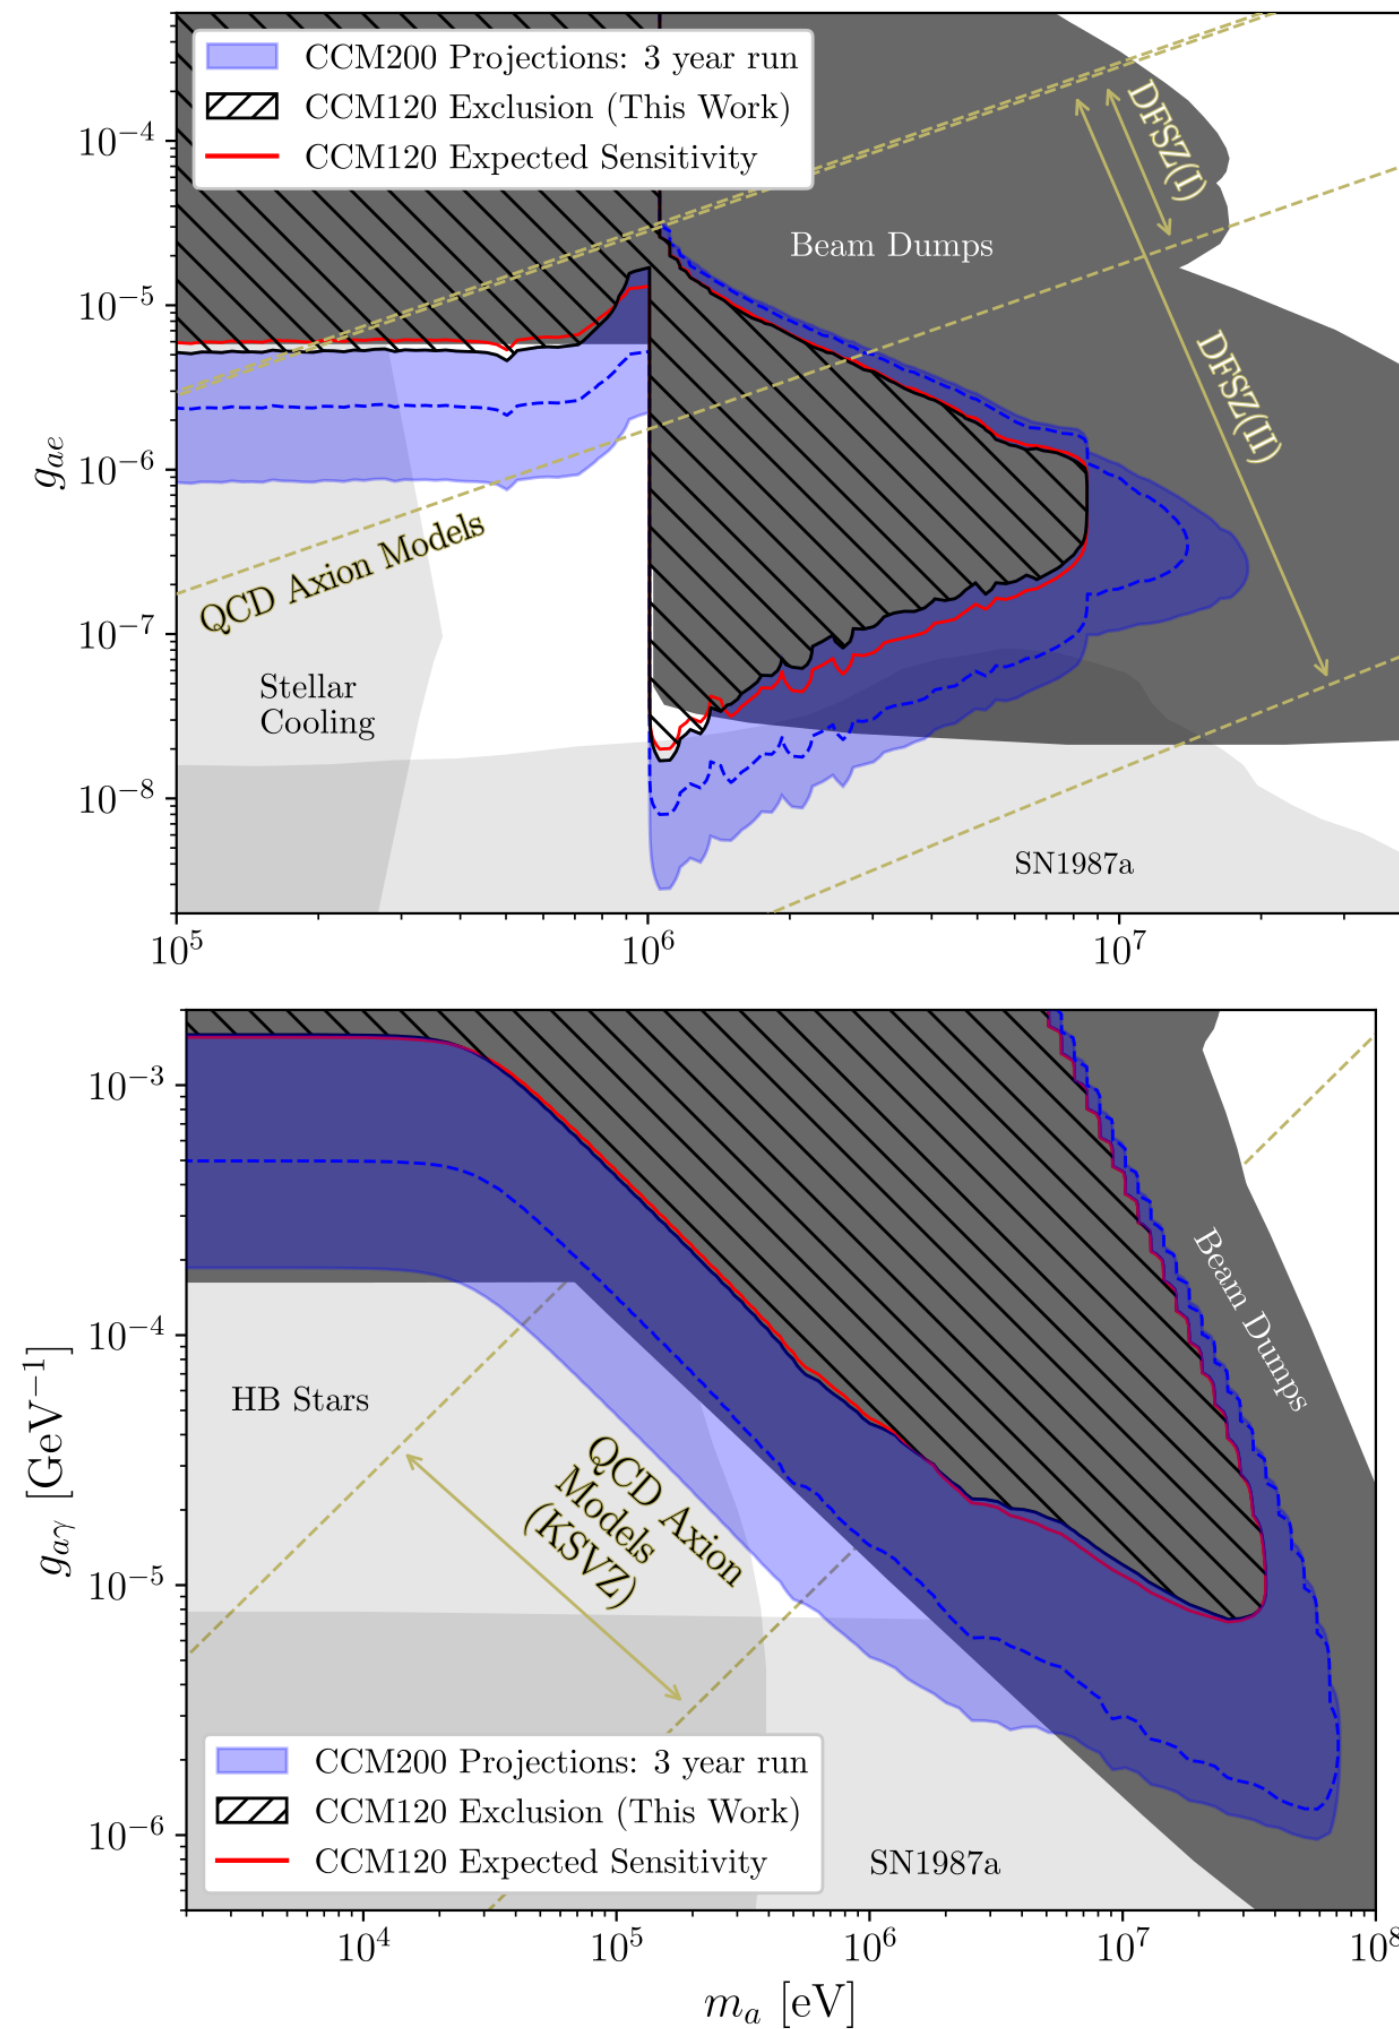 CCM200 Projections: 3 year run
CCM120 Exclusion (This Work)
CCM120 Expected Sensitivity
DFSZ(I)
Beam Dumps
DFSZ(II)
QCD Axion Models
Stellar
Cooling
SN1987a
g_{ae}
10^{-4}
10^{-5}
10^{-6}
10^{-7}
10^{-8}
10^5
10^6
10^7
10^{-3}
10^{-4}
10^{-5}
10^{-6}
g_{aγ} [GeV^{-1}]
Beam Dumps
HB Stars
QCD Axion
Models
(KSVZ)
CCM200 Projections: 3 year run
CCM120 Exclusion (This Work)
CCM120 Expected Sensitivity
SN1987a
10^4
10^5
10^6
10^7
10^8
m_a [eV]